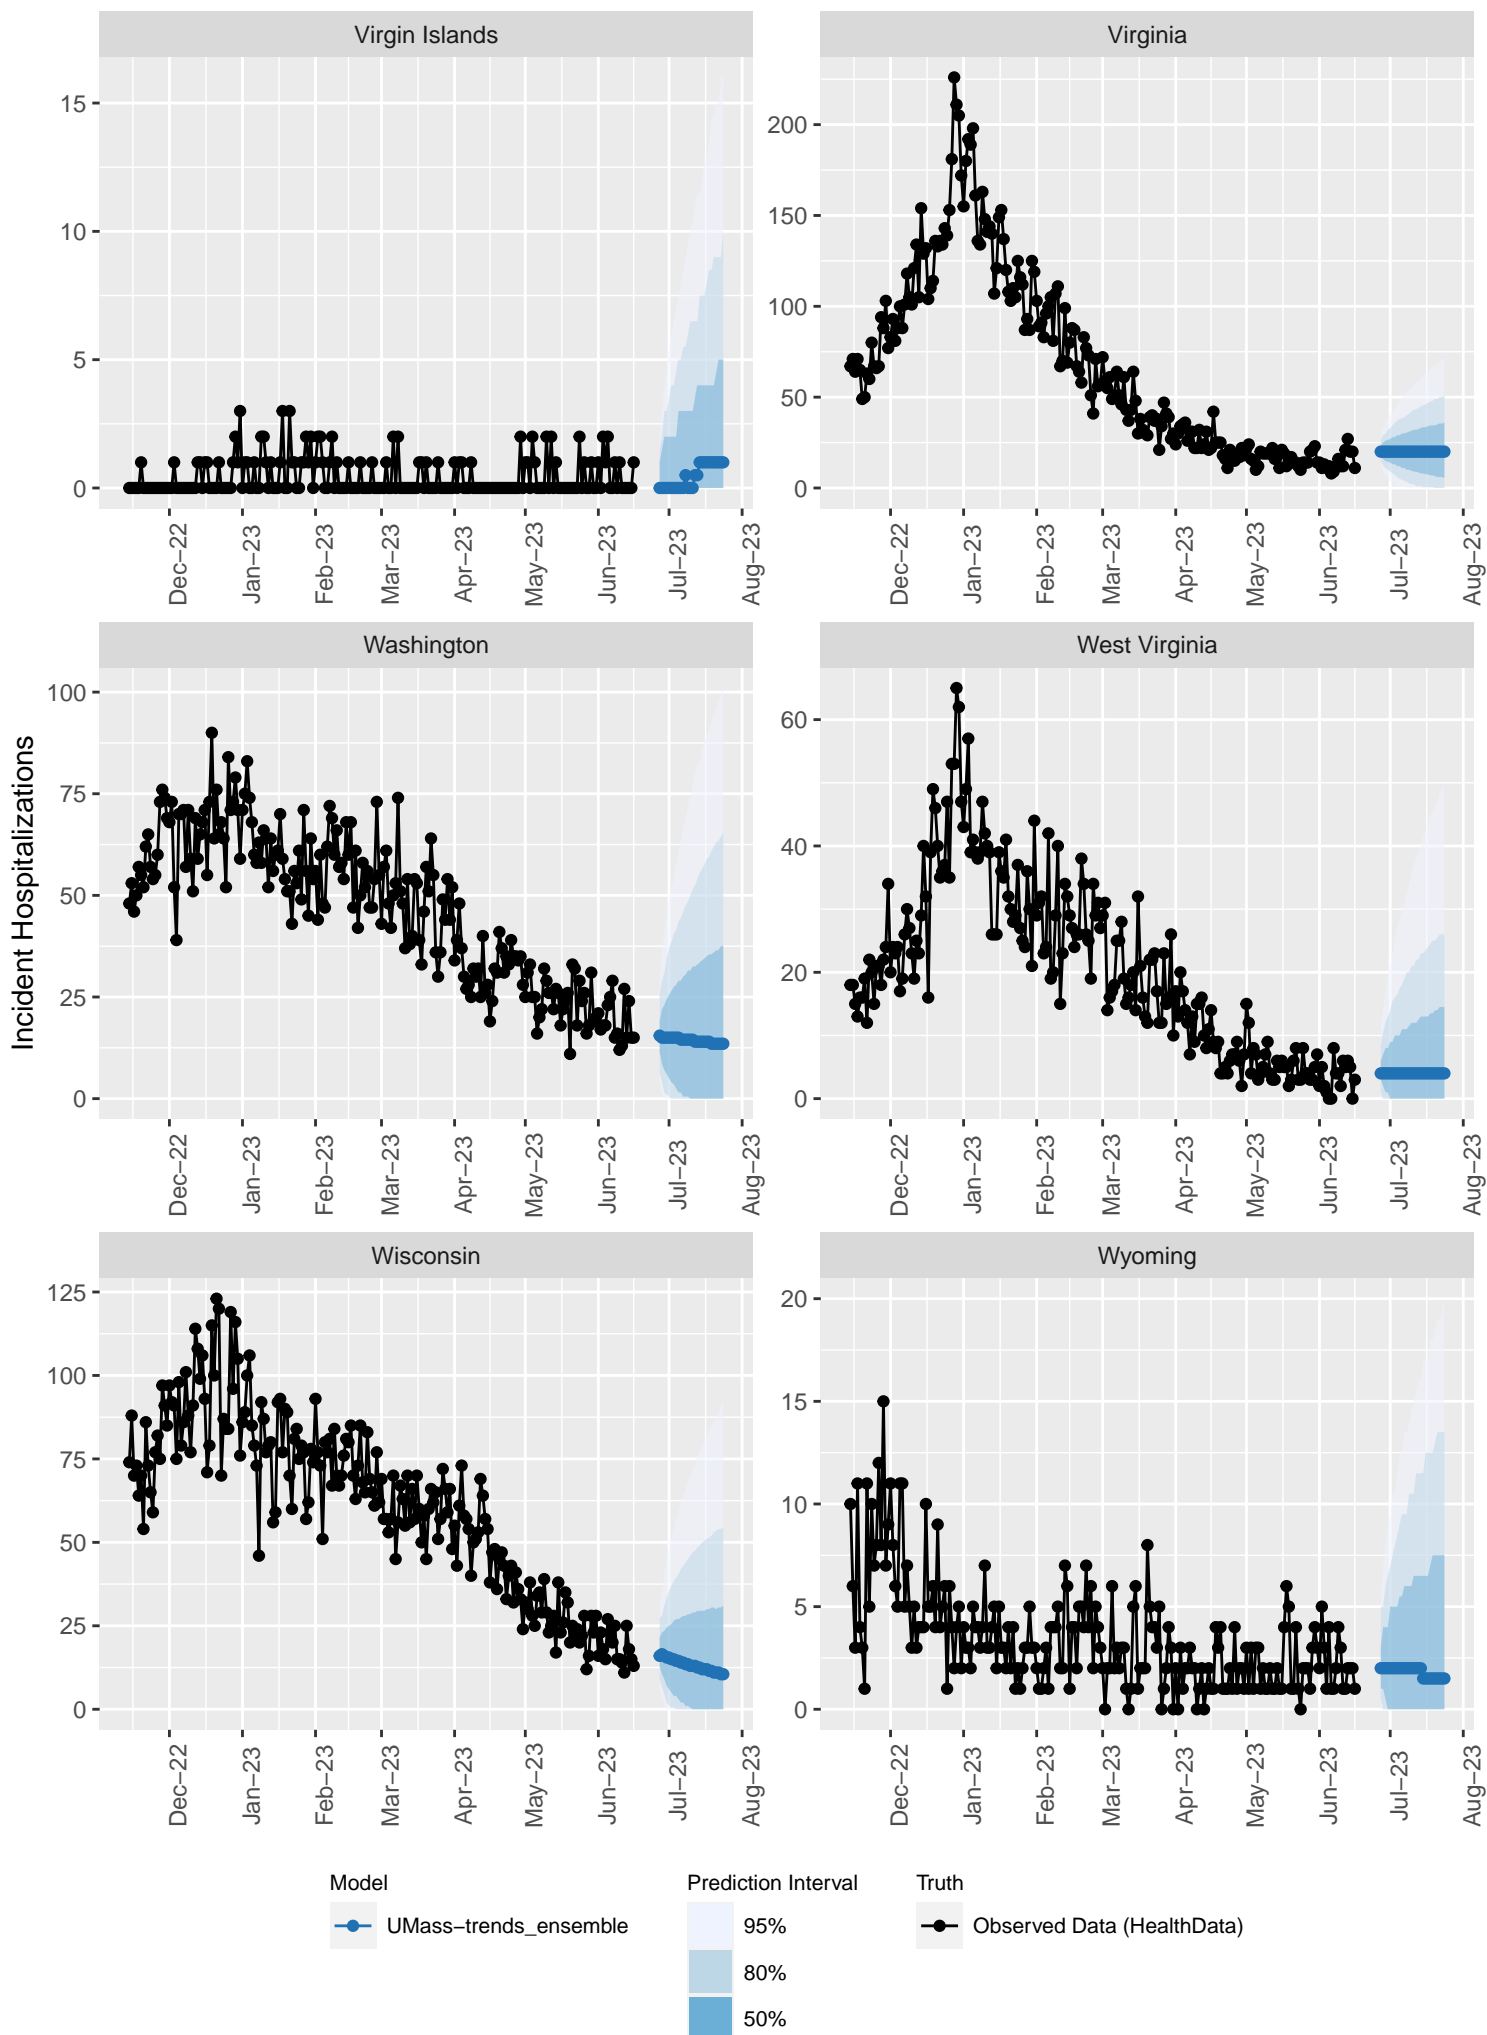 Virgin Islands
Virginia
15
10
5
0
200
150
100
50
0
Dec−22
Jan−23
Feb−23
Mar−23
Apr−23
May−23
Jun−23
Jul−23
Aug−23
Dec−22
Jan−23
Feb−23
Mar−23
Apr−23
May−23
Jun−23
Jul−23
Aug−23
Incident Hospitalizations
Washington
West Virginia
100
75
50
25
0
60
40
20
0
Dec−22
Jan−23
Feb−23
Mar−23
Apr−23
May−23
Jun−23
Jul−23
Aug−23
Dec−22
Jan−23
Feb−23
Mar−23
Apr−23
May−23
Jun−23
Jul−23
Aug−23
Wisconsin
Wyoming
125
100
75
50
25
0
20
15
10
5
0
Dec−22
Jan−23
Feb−23
Mar−23
Apr−23
May−23
Jun−23
Jul−23
Aug−23
Dec−22
Jan−23
Feb−23
Mar−23
Apr−23
May−23
Jun−23
Jul−23
Aug−23
Model
UMass−trends_ensemble
Prediction Interval
95%
80%
50%
Truth
Observed Data (HealthData)